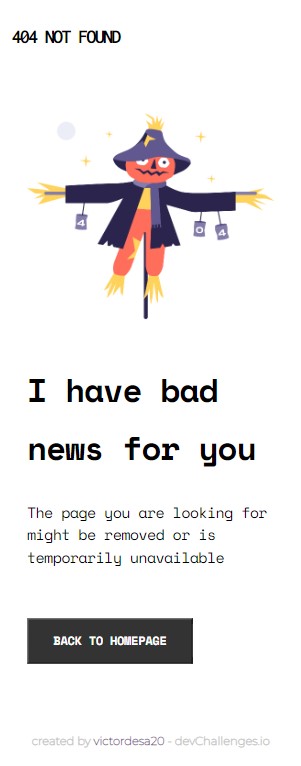 404 NOT FOUND
4
0
4
I have bad
news for you
The page you are looking for
might be removed or is
temporarily unavailable
BACK TO HOMEPAGE
created by victordesa20 - devChallenges.io